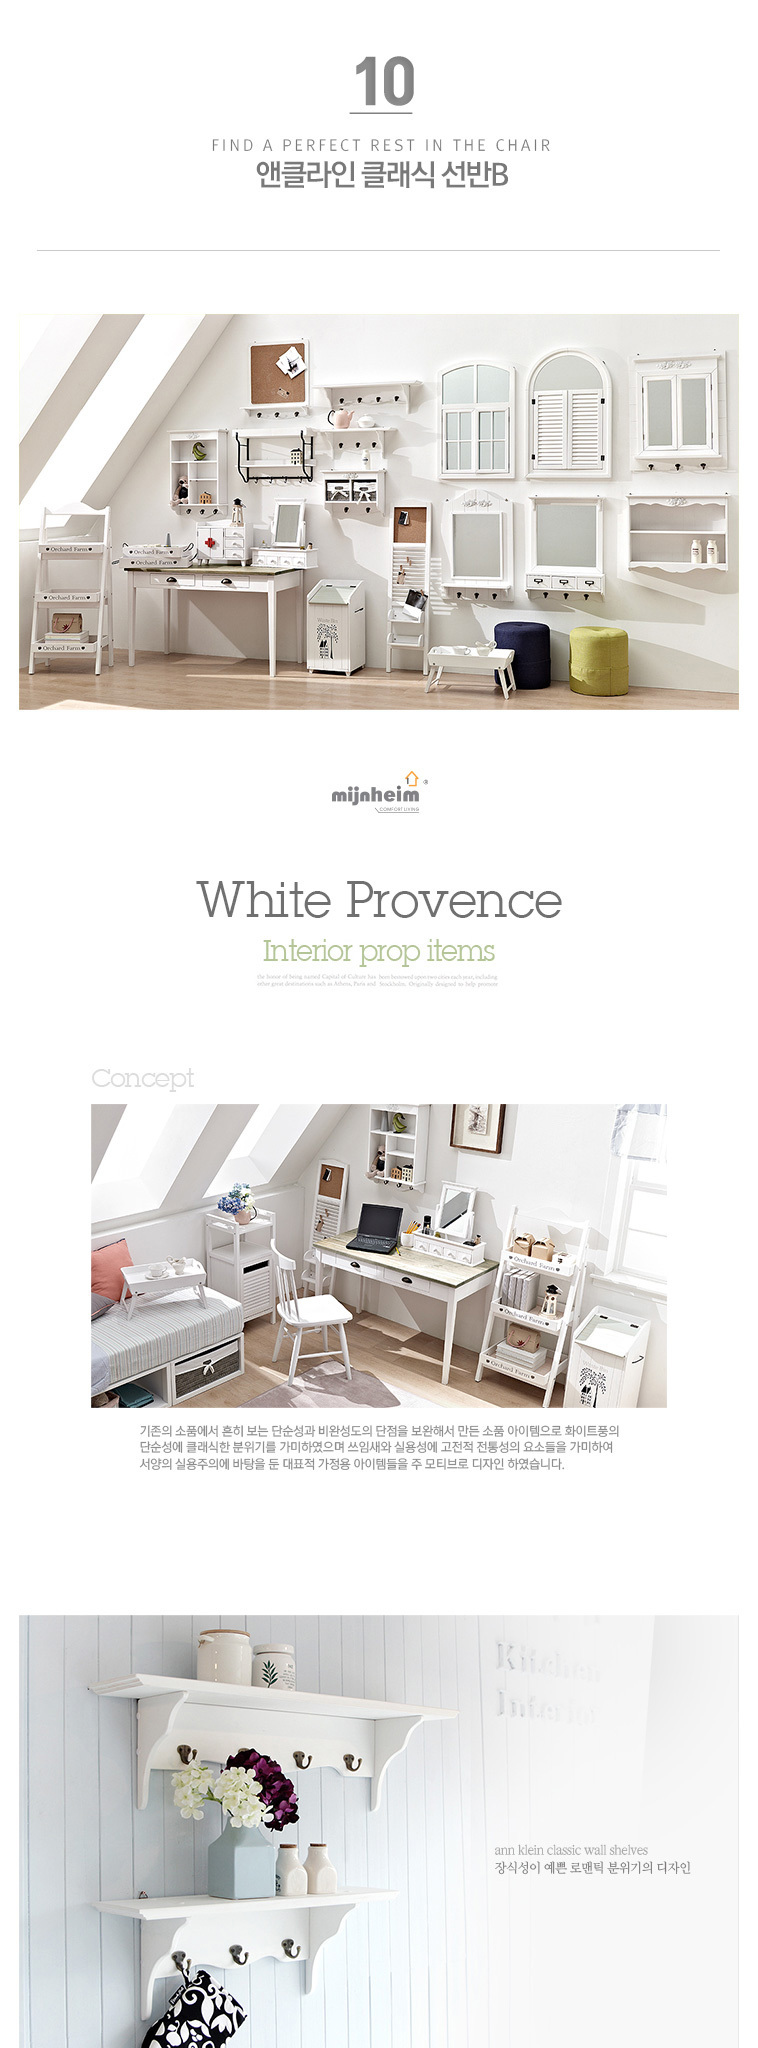 10
FIND A PERFECT REST IN THE CHAIR
앤클라인 클래식 선반B
Orchard Farm
Orchard Farm
Orchard Farm
Orchard Farm
Orchard Farm
mijnheim
COMFORT LIVING
White Provence
Interior prop items
the honor of being named Capital of Culture has been bestowed upon two cities each year, including
other great destinations such as Athens, Paris and Stockholm. Originally designed to help promote
Concept
Orchard Farm
Orchard Farm
Orchard Farm
기존의 소품에서 흔히 보는 단순성과 비완성도의 단점을 보완해서 만든 소품 아이템으로 화이트풍의
단순성에 클래식한 분위기를 가미하였으며 쓰임새와 실용성에 고전적 전통성의 요소들을 가미하여
서양의 실용주의에 바탕을 둔 대표적 가정용 아이템들을 주 모티브로 디자인 하였습니다.
Kitchen
Interior
ann klein classic wall shelves
장식성이 예쁜 로맨틱 분위기의 디자인